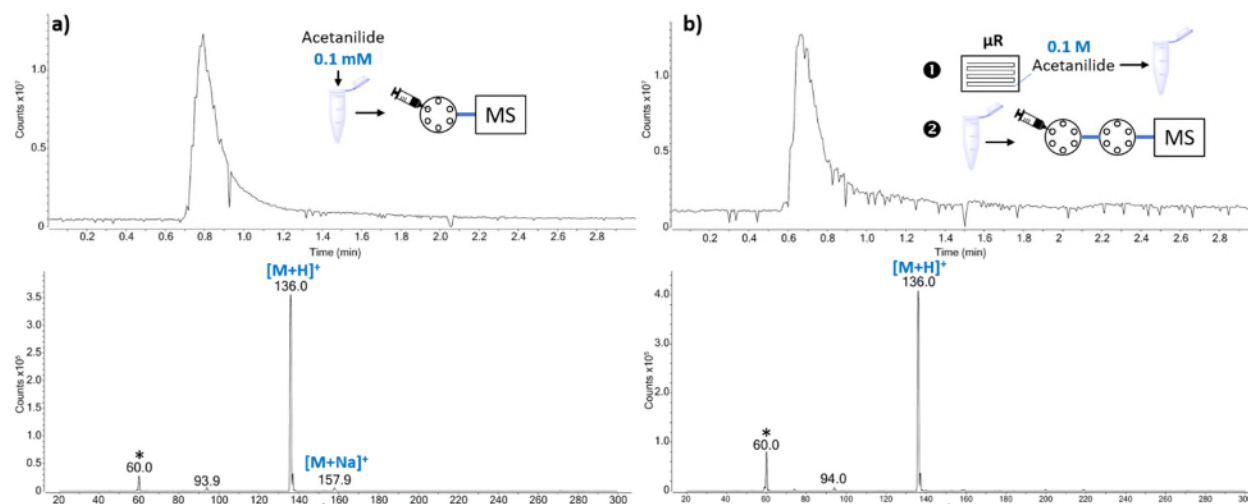 a)
Acetanilide
0.1 mM
MS
Counts x10⁷
1.0
0.5
0
0.2 0.4 0.6 0.8 1.0 1.2 1.4 1.6 1.8 2.0 2.2 2.4 2.6 2.8
Time (min)
[M+H]⁺
136.0
Counts x10⁵
3.5
3.0
2.5
2.0
1.5
1.0
0.5
0
*
60.0
93.9
[M+Na]⁺
157.9
20 40 60 80 100 120 140 160 180 200 220 240 260 280 300
b)
µR
0.1 M
❶
Acetanilide
❷
MS
Counts x10⁷
1.0
0.5
0
0.2 0.4 0.6 0.8 1.0 1.2 1.4 1.6 1.8 2.0 2.2 2.4 2.6 2.8
Time (min)
[M+H]⁺
136.0
Counts x10⁵
4.0
3.0
2.0
1.0
0
*
60.0
94.0
20 40 60 80 100 120 140 160 180 200 220 240 260 280 300